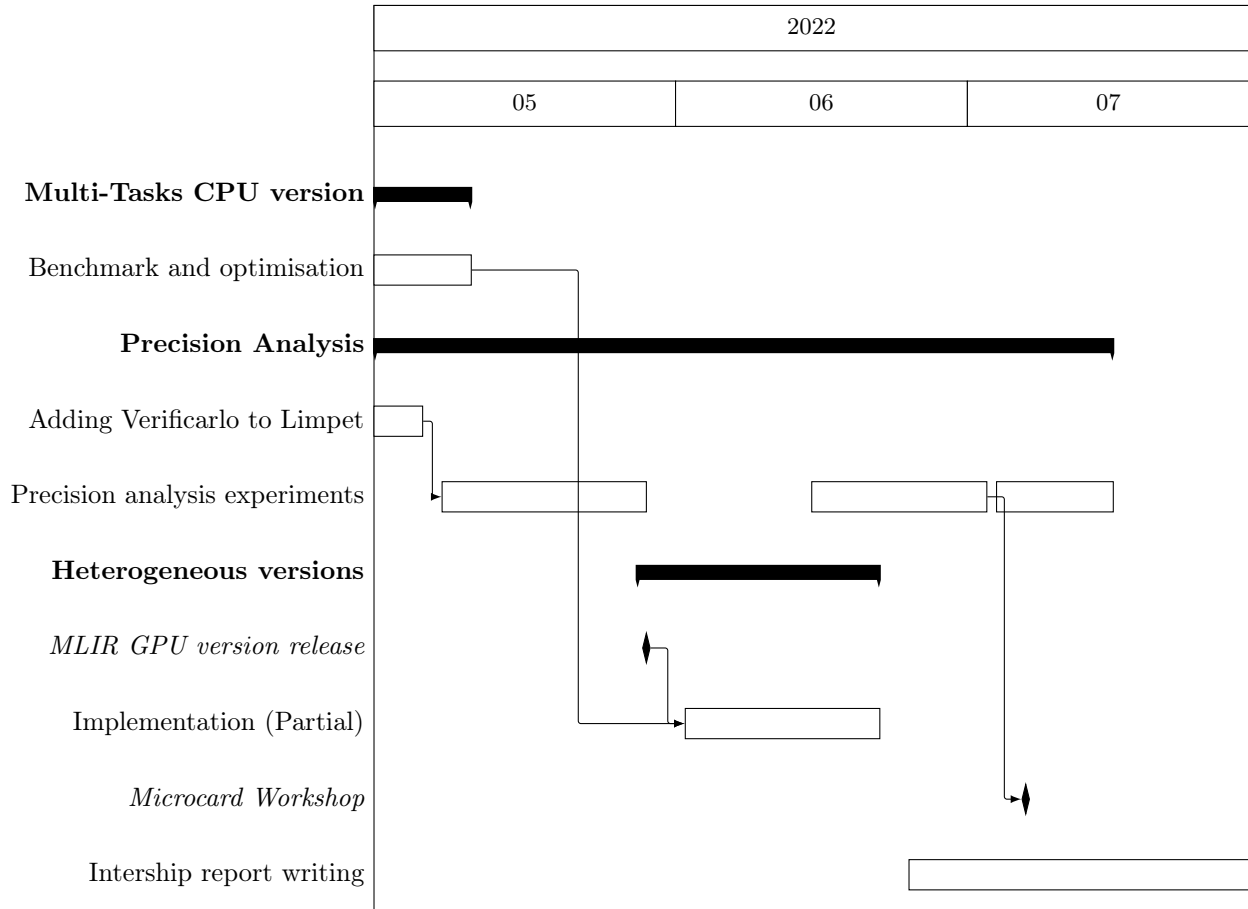 2022
05 06 07
Multi-Tasks CPU version
Benchmark and optimisation
Precision Analysis
Adding Verificarlo to Limpet
Precision analysis experiments
Heterogeneous versions
MLIR GPU version release
Implementation (Partial)
Microcard Workshop
Intership report writing